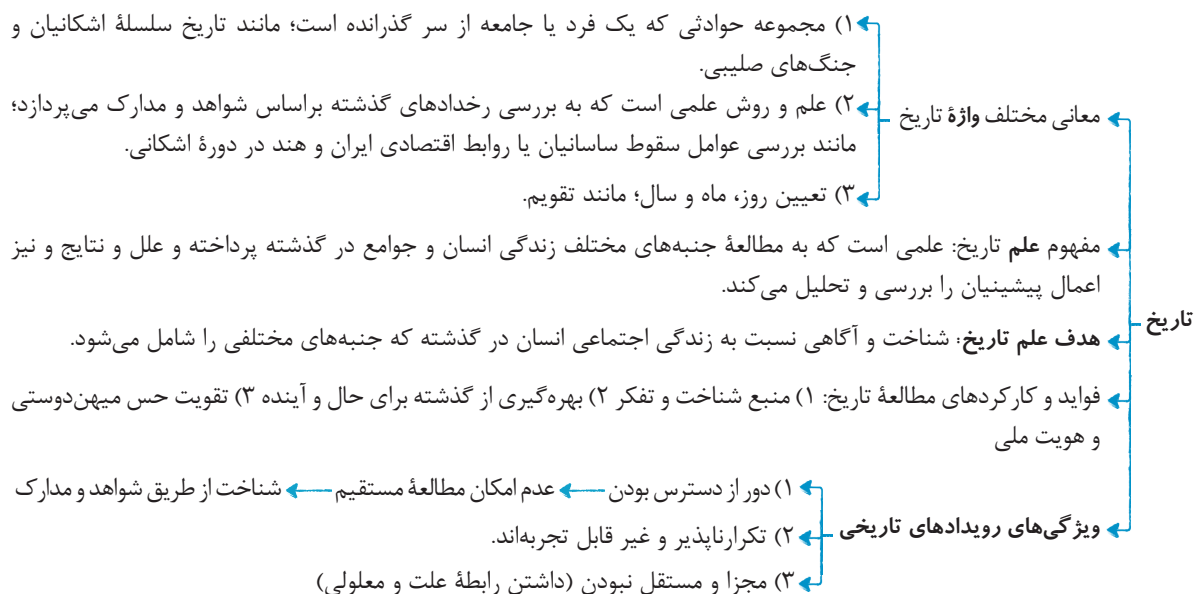 تاریخ
معانی مختلف واژهٔ تاریخ
۱) مجموعه حوادثی که یک فرد یا جامعه از سر گذرانده است؛ مانند تاریخ سلسلهٔ اشکانیان و
جنگ‌های صلیبی.
۲) علم و روش علمی است که به بررسی رخدادهای گذشته براساس شواهد و مدارک می‌پردازد؛
مانند بررسی عوامل سقوط ساسانیان یا روابط اقتصادی ایران و هند در دورهٔ اشکانی.
۳) تعیین روز، ماه و سال؛ مانند تقویم.
مفهوم علم تاریخ: علمی است که به مطالعهٔ جنبه‌های مختلف زندگی انسان و جوامع در گذشته پرداخته و علل و نتایج و نیز
اعمال پیشینیان را بررسی و تحلیل می‌کند.
هدف علم تاریخ: شناخت و آگاهی نسبت به زندگی اجتماعی انسان در گذشته که جنبه‌های مختلفی را شامل می‌شود.
فواید و کارکردهای مطالعهٔ تاریخ: ۱) منبع شناخت و تفکر ۲) بهره‌گیری از گذشته برای حال و آینده ۳) تقویت حس میهن‌دوستی
و هویت ملی
ویژگی‌های رویدادهای تاریخی
۱) دور از دسترس بودن ← عدم امکان مطالعهٔ مستقیم ← شناخت از طریق شواهد و مدارک
۲) تکرارناپذیر و غیر قابل تجربه‌اند.
۳) مجزا و مستقل نبودن (داشتن رابطهٔ علت و معلولی)